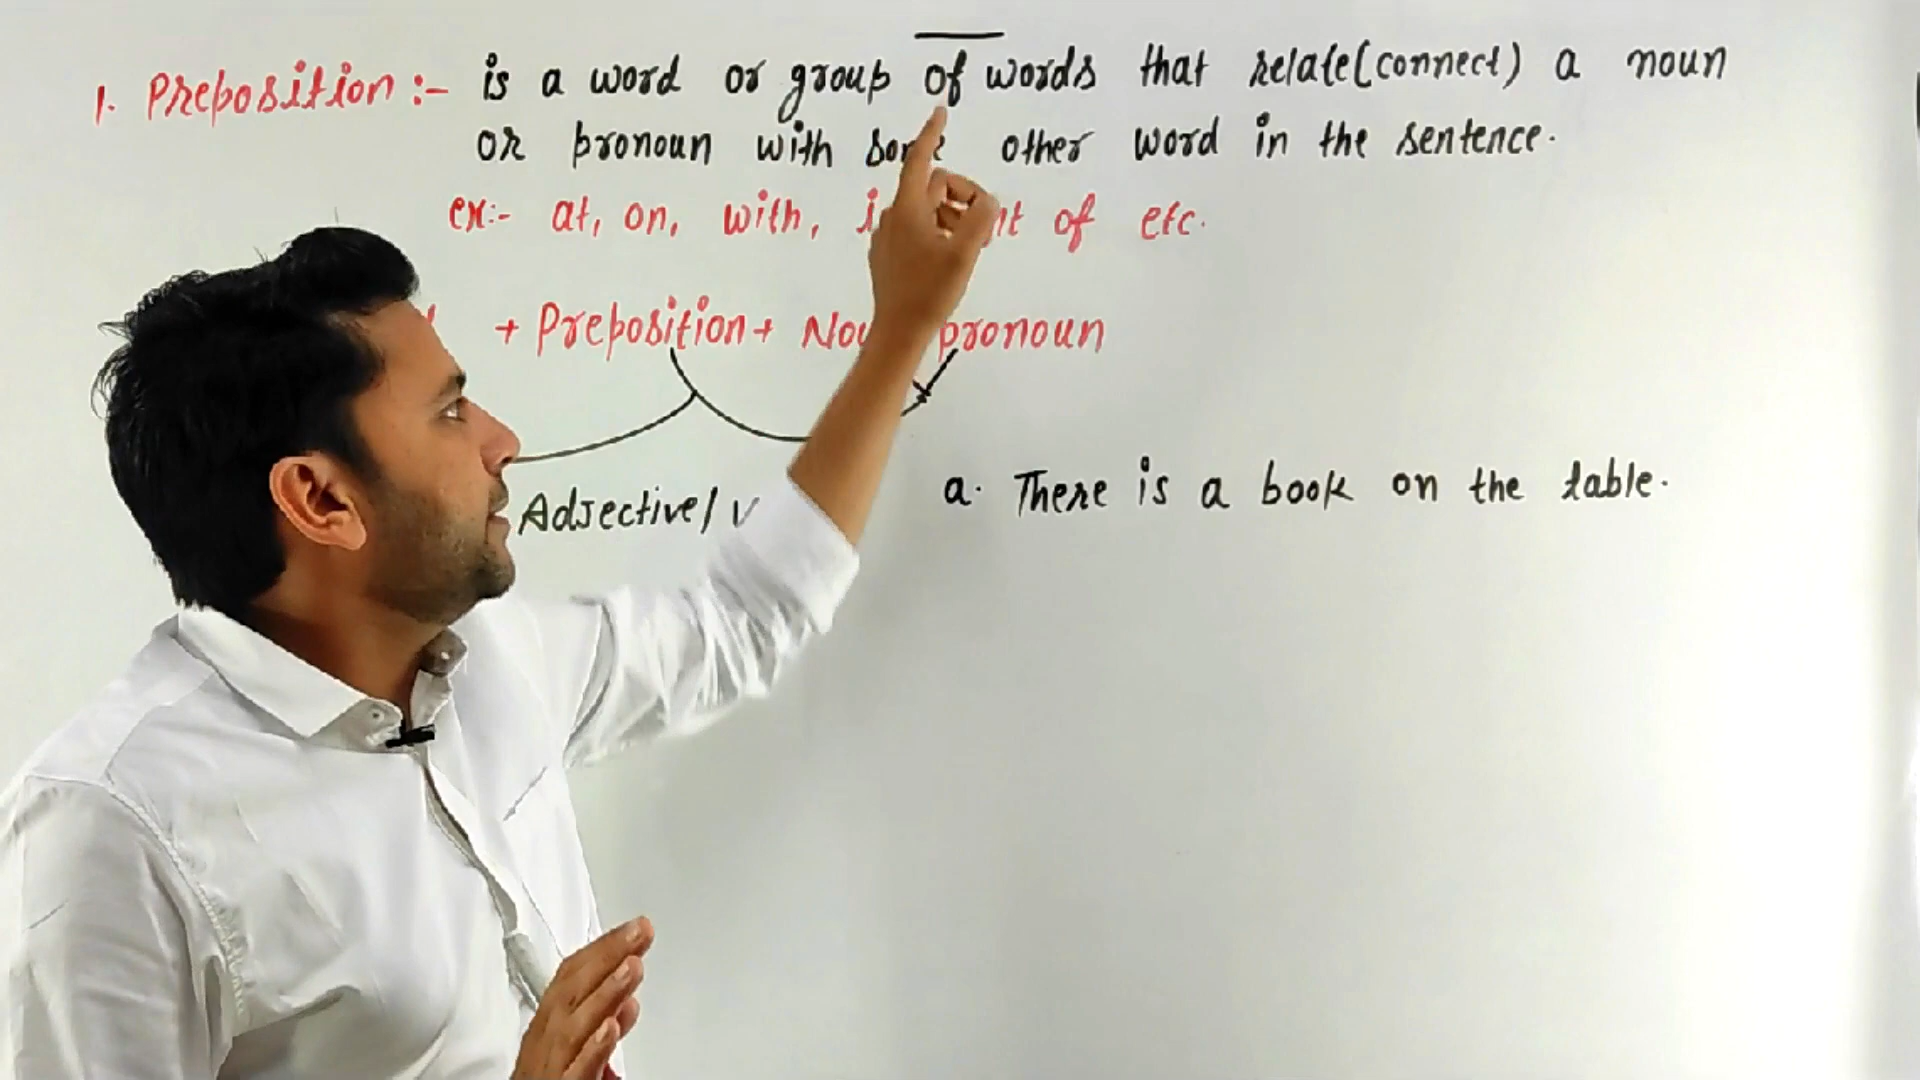 1. Preposition :- is a word or group of words that relate(connect) a noun
or pronoun with some other word in the sentence.
ex:- at, on, with, of etc.
+ Preposition + pronoun
Adjective/ V
a. There is a book on the table.